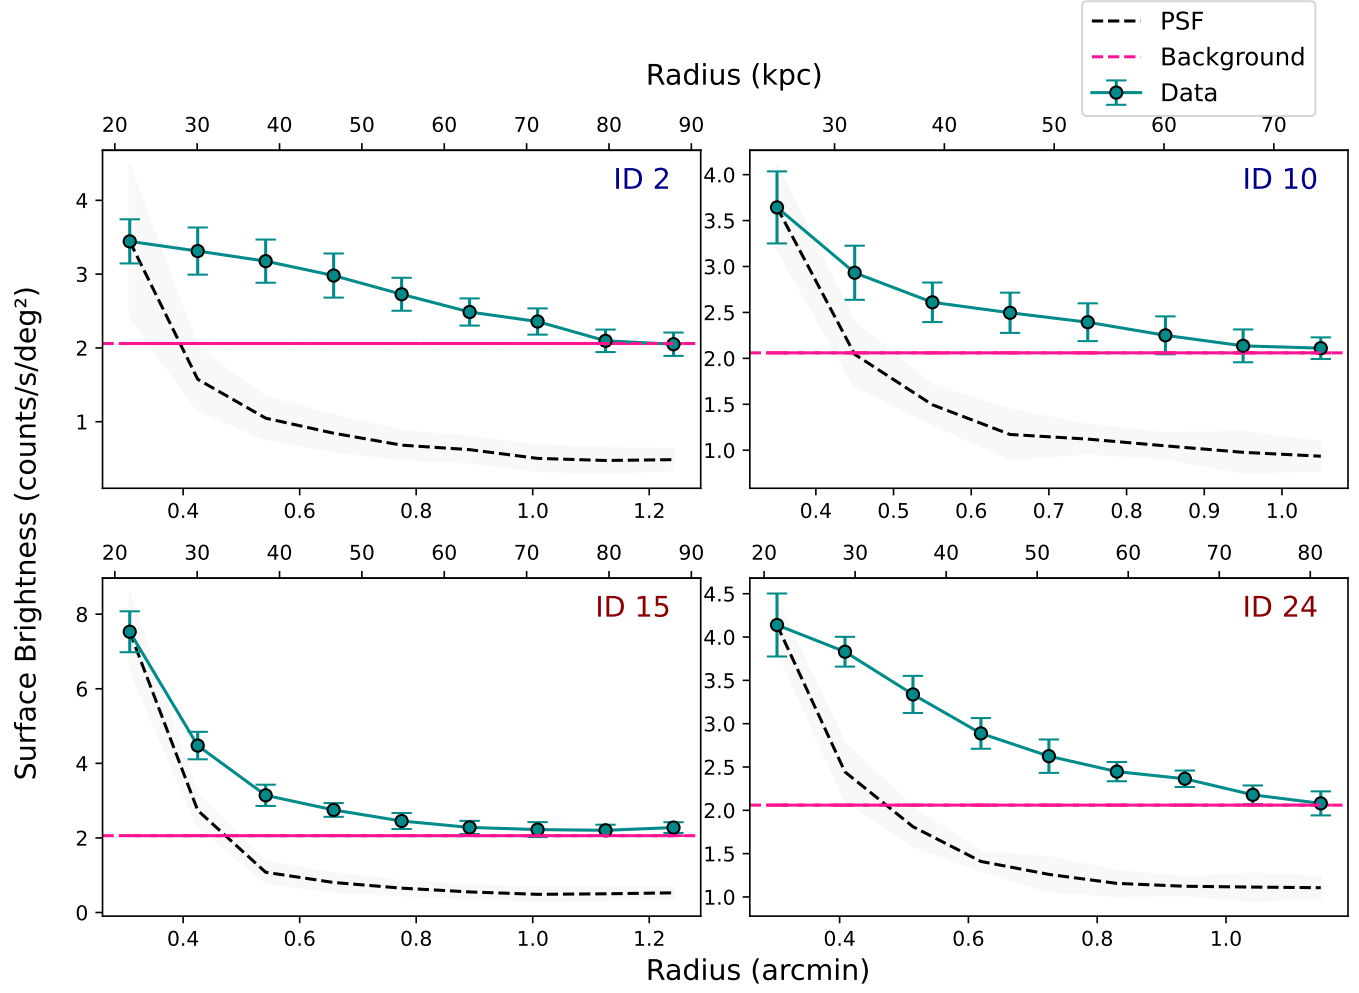 PSF
Background
Data
Radius (kpc)
20 30 40 50 60 70 80 90
30 40 50 60 70
ID 2
4
3
2
1
0.4 0.6 0.8 1.0 1.2
ID 10
4.0
3.5
3.0
2.5
2.0
1.5
1.0
0.4 0.5 0.6 0.7 0.8 0.9 1.0
Surface Brightness (counts/s/deg²)
20 30 40 50 60 70 80 90
ID 15
8
6
4
2
0
0.4 0.6 0.8 1.0 1.2
20 30 40 50 60 70 80
ID 24
4.5
4.0
3.5
3.0
2.5
2.0
1.5
1.0
0.4 0.6 0.8 1.0
Radius (arcmin)